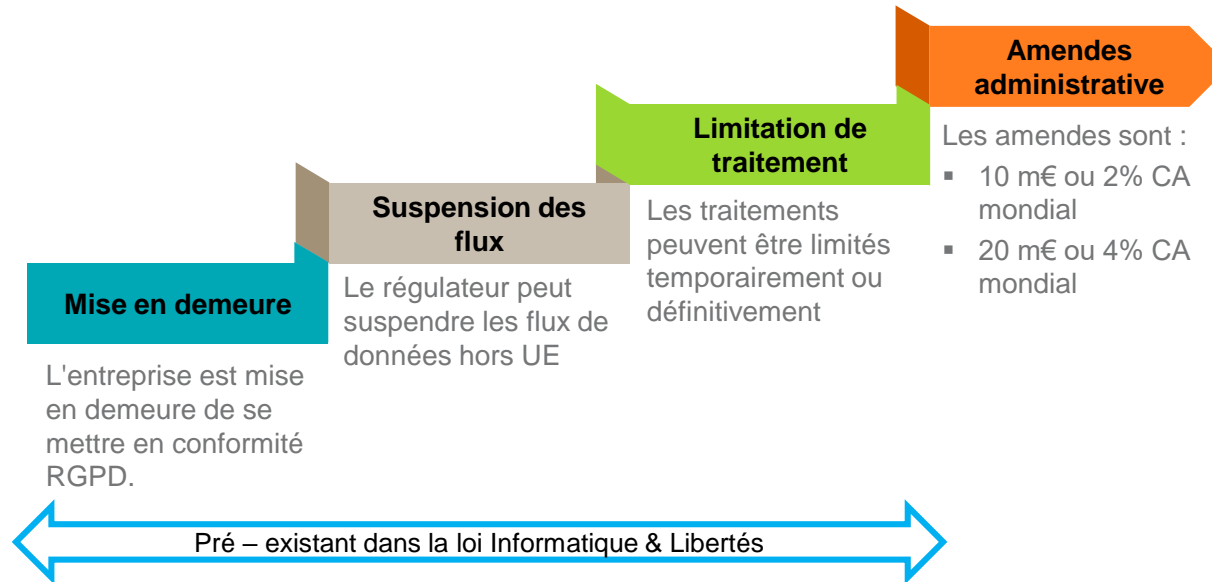 Mise en demeure
L'entreprise est mise
en demeure de se
mettre en conformité
RGPD.
Suspension des
flux
Le régulateur peut
suspendre les flux de
données hors UE
Limitation de
traitement
Les traitements
peuvent être limités
temporairement ou
définitivement
Amendes
administrative
Les amendes sont :
▪ 10 m€ ou 2% CA
mondial
▪ 20 m€ ou 4% CA
mondial
Pré – existant dans la loi Informatique & Libertés